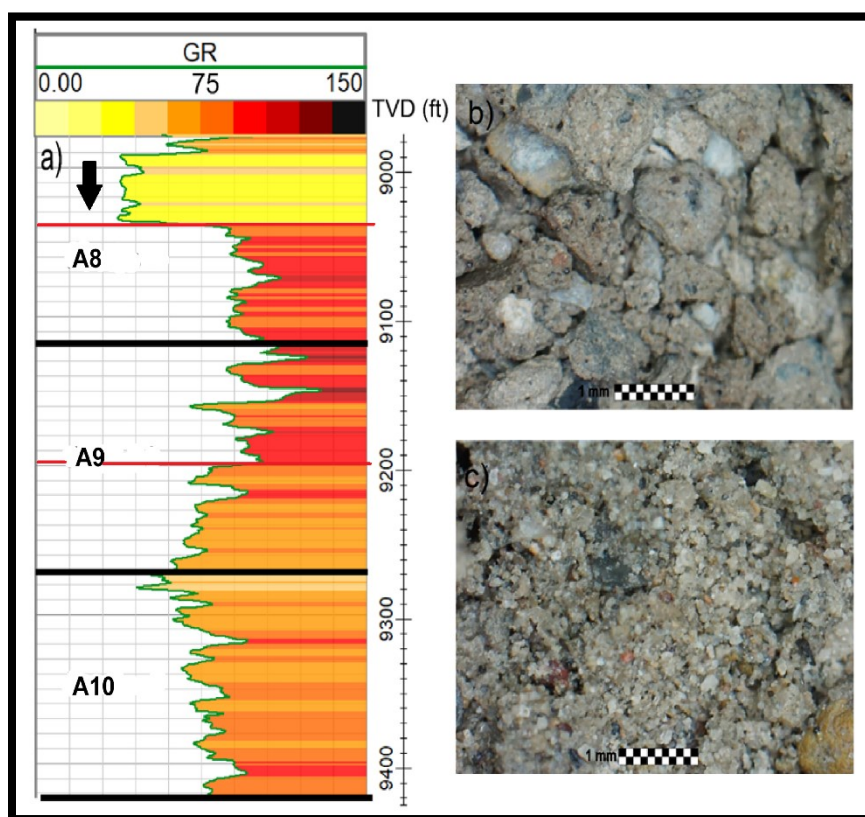 GR
0.00 75 150
TVD (ft)
a)
9000
A8
9100
A9
9200
9300
A10
9400
b)
1 mm
c)
1 mm